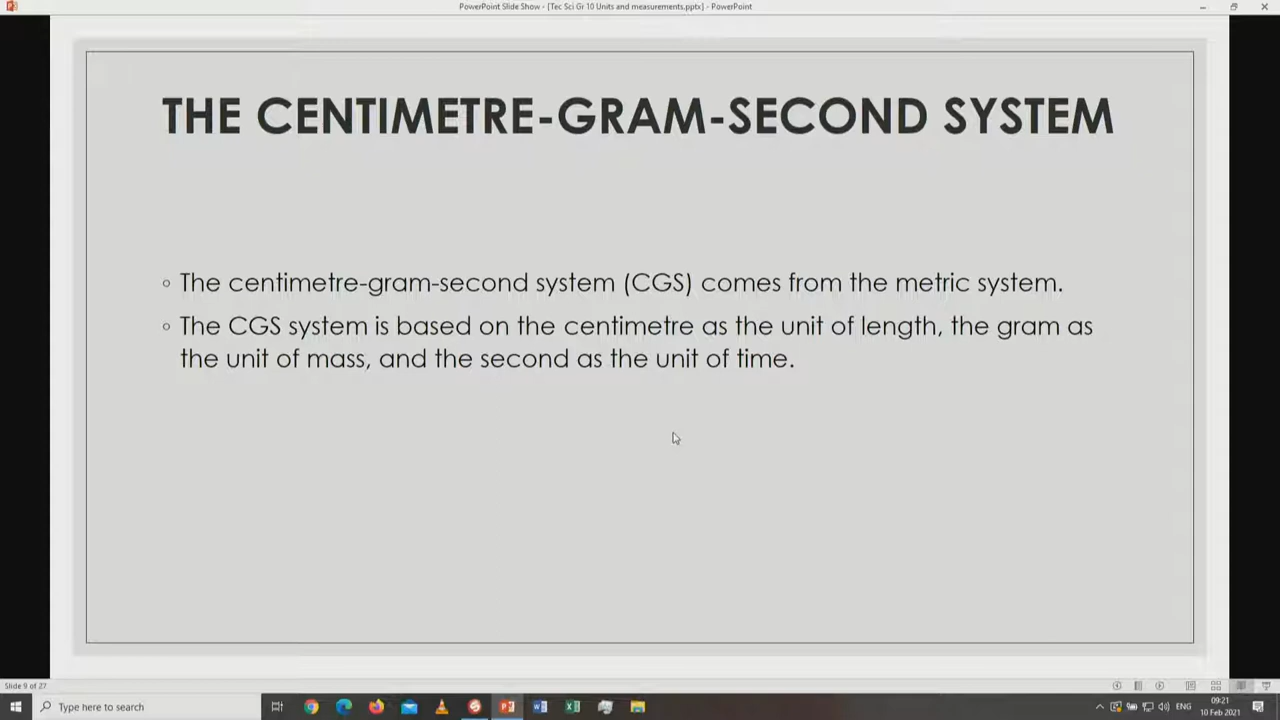 PowerPoint Slide Show - [Tec Sci Gr 10 Units and measurements.pptx] - PowerPoint
THE CENTIMETRE-GRAM-SECOND SYSTEM
◦ The centimetre-gram-second system (CGS) comes from the metric system.
◦ The CGS system is based on the centimetre as the unit of length, the gram as
the unit of mass, and the second as the unit of time.
Slide 9 of 27
Type here to search
ENG
09:21
10 Feb 2021